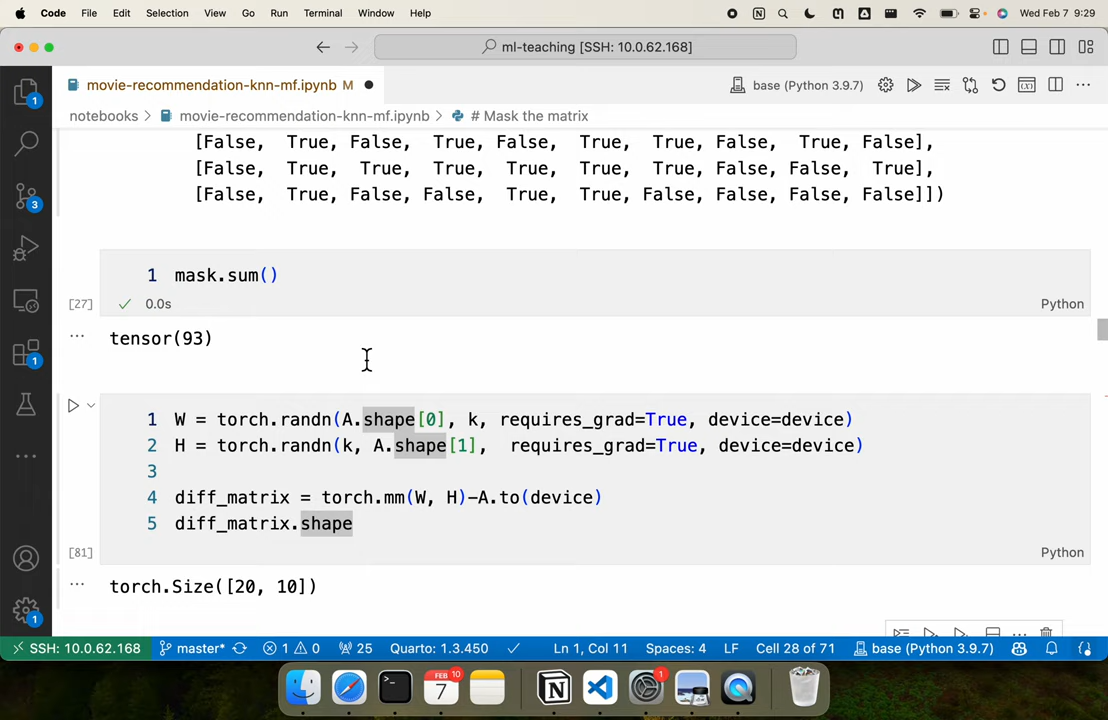 Code File Edit Selection View Go Run Terminal Window Help Wed Feb 7 9:29
ml-teaching [SSH: 10.0.62.168]
movie-recommendation-knn-mf.ipynb M base (Python 3.9.7)
notebooks > movie-recommendation-knn-mf.ipynb > # Mask the matrix
[False, True, False, True, False, True, True, False, True, False],
[False, True, True, True, True, True, False, False, True],
[False, True, False, False, True, True, False, False, False, False]])
1 mask.sum()
[27] 0.0s Python
... tensor(93)
1 W = torch.randn(A.shape[0], k, requires_grad=True, device=device)
2 H = torch.randn(k, A.shape[1], requires_grad=True, device=device)
3
4 diff_matrix = torch.mm(W, H)-A.to(device)
5 diff_matrix.shape
[81] Python
... torch.Size([20, 10])
SSH: 10.0.62.168 master* 1 0 25 Quarto: 1.3.450 Ln 1, Col 11 Spaces: 4 LF Cell 28 of 71 base (Python 3.9.7)
1
3
1
1
FEB
7
10
1